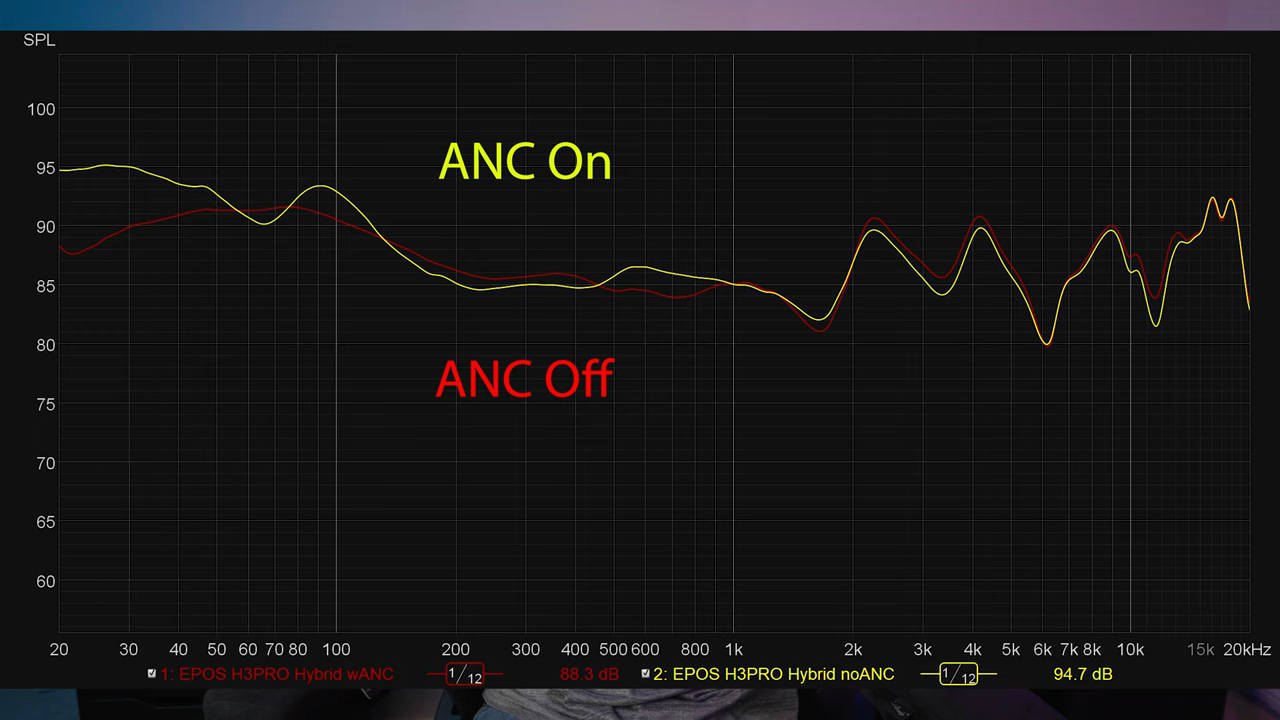 SPL
100
95
ANC On
90
85
80
ANC Off
75
70
65
60
20 30 40 50 60 70 80 100 200 300 400 500 600 800 1k 2k 3k 4k 5k 6k 7k 8k 10k 15k 20kHz
1: EPOS H3PRO Hybrid wANC 1/12 88.3 dB 2: EPOS H3PRO Hybrid noANC 1/12 94.7 dB